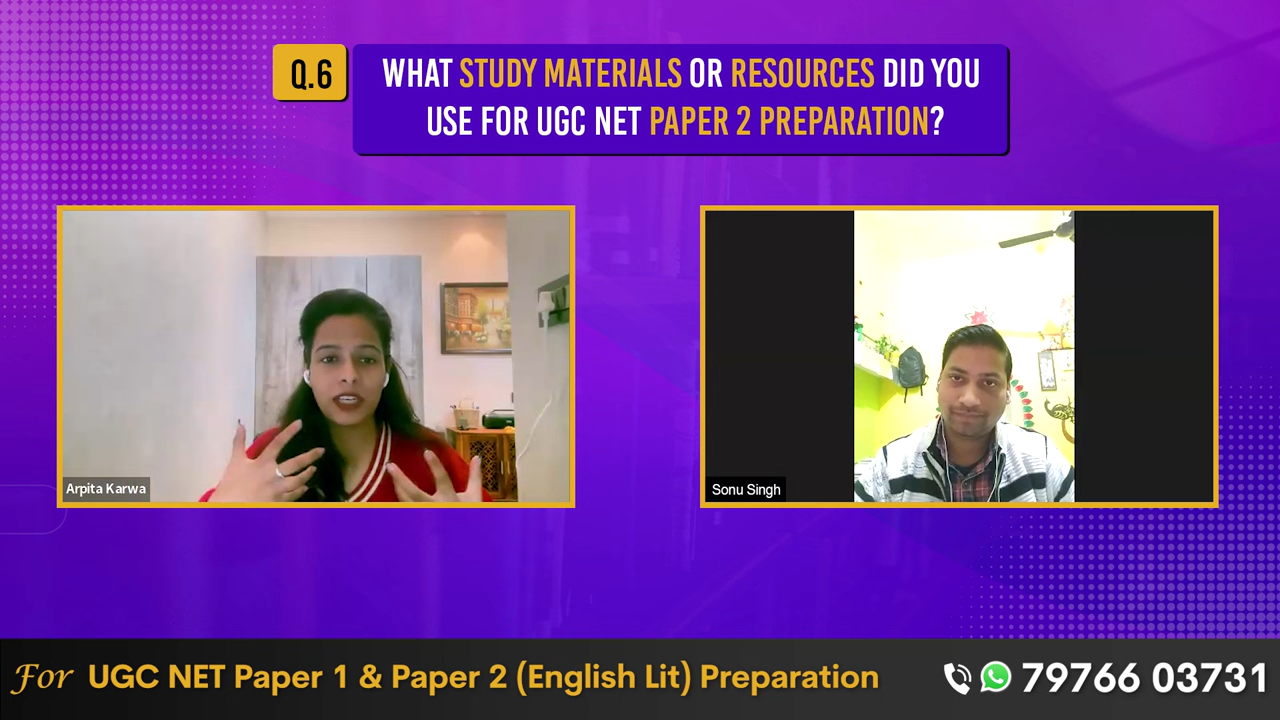 Q.6
WHAT STUDY MATERIALS OR RESOURCES DID YOU
USE FOR UGC NET PAPER 2 PREPARATION?
Arpita Karwa
Sonu Singh
For UGC NET Paper 1 & Paper 2 (English Lit) Preparation
79766 03731